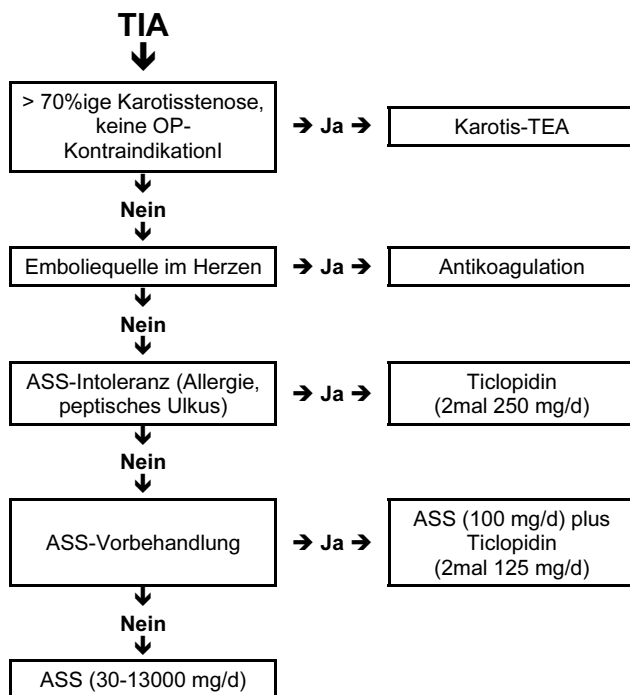 TIA
> 70%ige Karotisstenose,
keine OP-
KontraindikationI
➔ Ja ➔
Karotis-TEA
Nein
Emboliequelle im Herzen
➔ Ja ➔
Antikoagulation
Nein
ASS-Intoleranz (Allergie,
peptisches Ulkus)
➔ Ja ➔
Ticlopidin
(2mal 250 mg/d)
Nein
ASS-Vorbehandlung
➔ Ja ➔
ASS (100 mg/d) plus
Ticlopidin
(2mal 125 mg/d)
Nein
ASS (30-13000 mg/d)